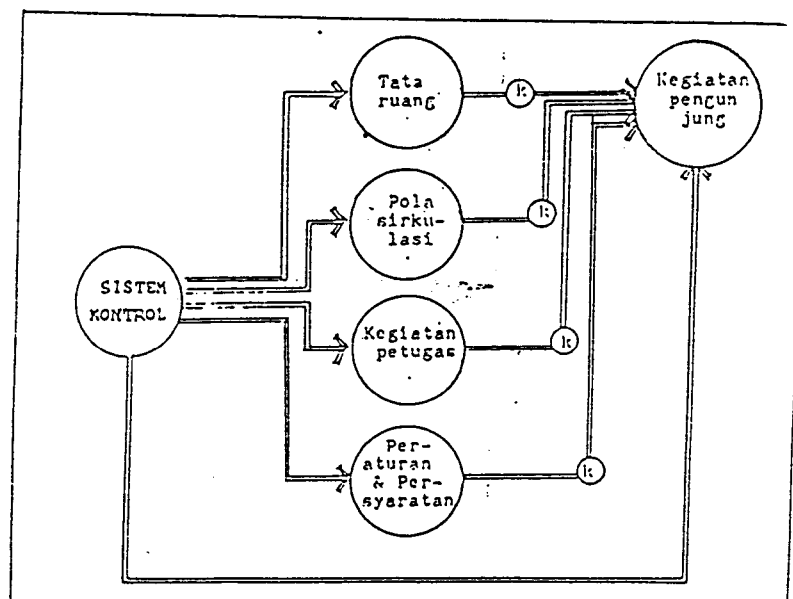 Tata
ruang
k
Kegiatan
pengun
jung
Pola
sirku-
lasi
k
SISTEM
KONTROL
Kegiatan
petugas
k
Per-
aturan
& Per-
syaratan
k